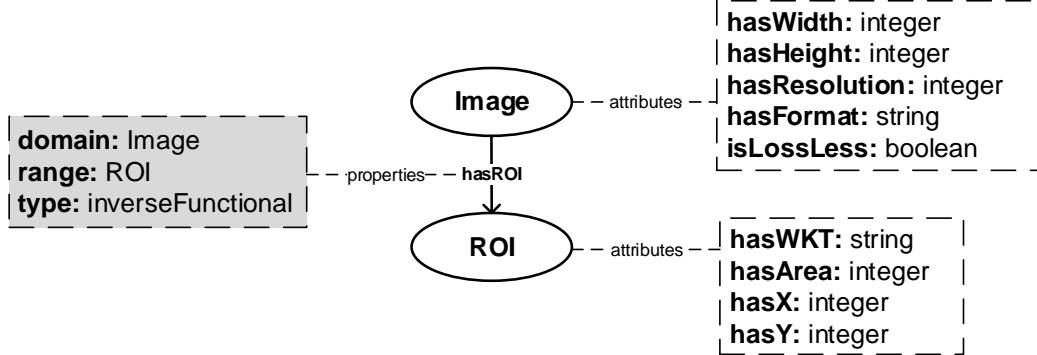 hasWidth: integer
hasHeight: integer
hasResolution: integer
hasFormat: string
isLossLess: boolean
Image
attributes
domain: Image
range: ROI
type: inverseFunctional
properties
hasROI
ROI
attributes
hasWKT: string
hasArea: integer
hasX: integer
hasY: integer